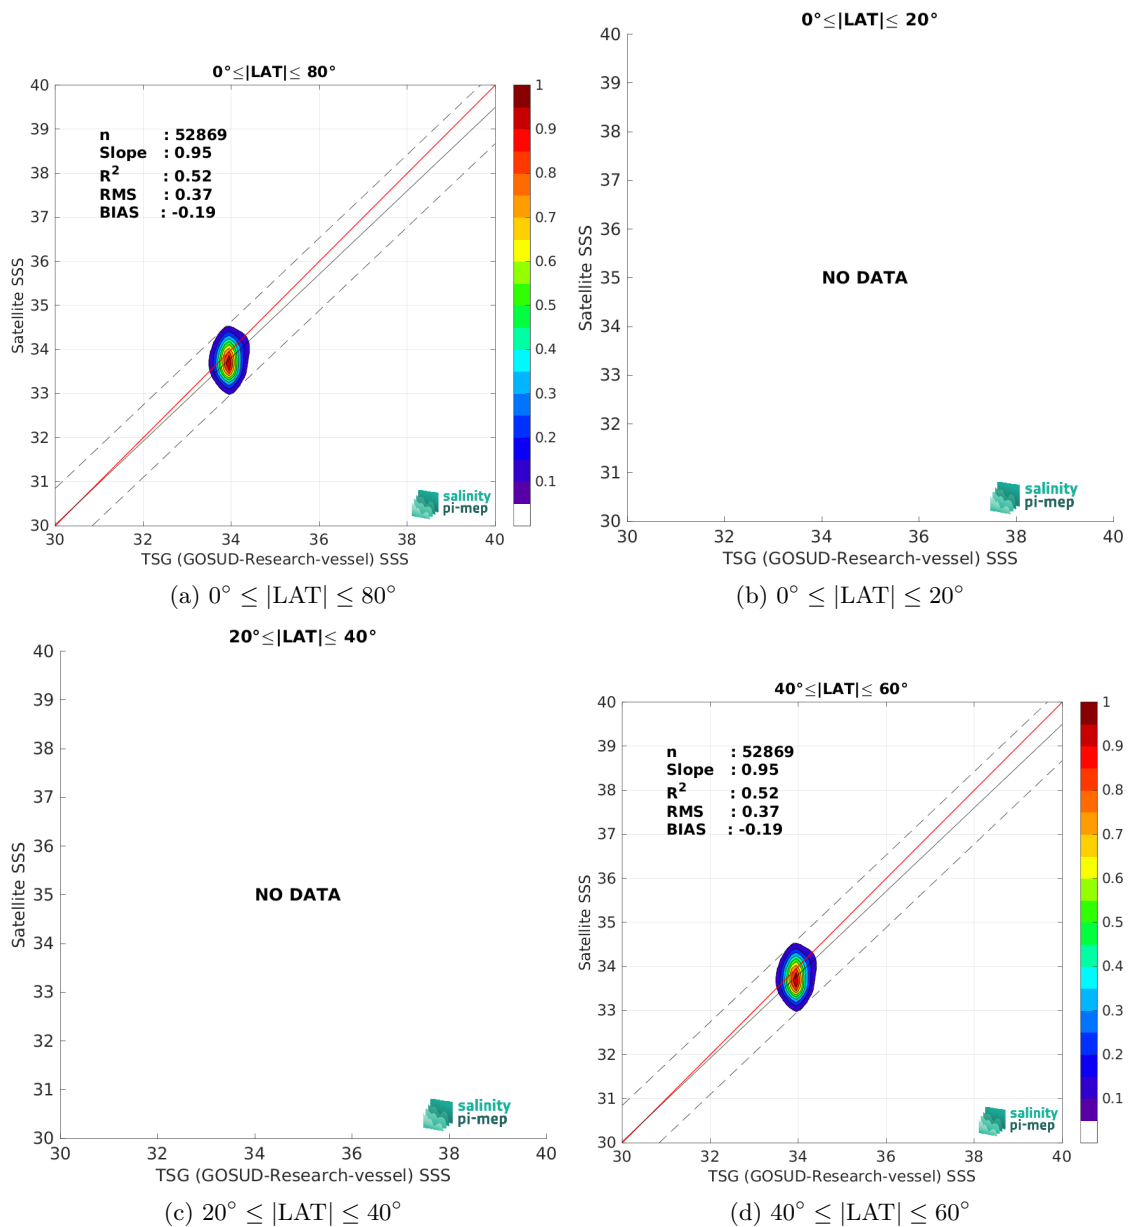 0°≤|LAT|≤ 80°
40
39
38
37
36
35
34
33
32
31
30
Satellite SSS
n : 52869
Slope : 0.95
R² : 0.52
RMS : 0.37
BIAS : -0.19
salinity
pi-mep
30 32 34 36 38 40
TSG (GOSUD-Research-vessel) SSS
1
0.9
0.8
0.7
0.6
0.5
0.4
0.3
0.2
0.1
(a) 0° ≤ |LAT| ≤ 80°
0°≤|LAT|≤ 20°
40
39
38
37
36
35
34
33
32
31
30
Satellite SSS
NO DATA
salinity
pi-mep
30 32 34 36 38 40
TSG (GOSUD-Research-vessel) SSS
(b) 0° ≤ |LAT| ≤ 20°
20°≤|LAT|≤ 40°
40
39
38
37
36
35
34
33
32
31
30
Satellite SSS
NO DATA
salinity
pi-mep
30 32 34 36 38 40
TSG (GOSUD-Research-vessel) SSS
(c) 20° ≤ |LAT| ≤ 40°
40°≤|LAT|≤ 60°
40
39
38
37
36
35
34
33
32
31
30
Satellite SSS
n : 52869
Slope : 0.95
R² : 0.52
RMS : 0.37
BIAS : -0.19
salinity
pi-mep
30 32 34 36 38 40
TSG (GOSUD-Research-vessel) SSS
1
0.9
0.8
0.7
0.6
0.5
0.4
0.3
0.2
0.1
(d) 40° ≤ |LAT| ≤ 60°